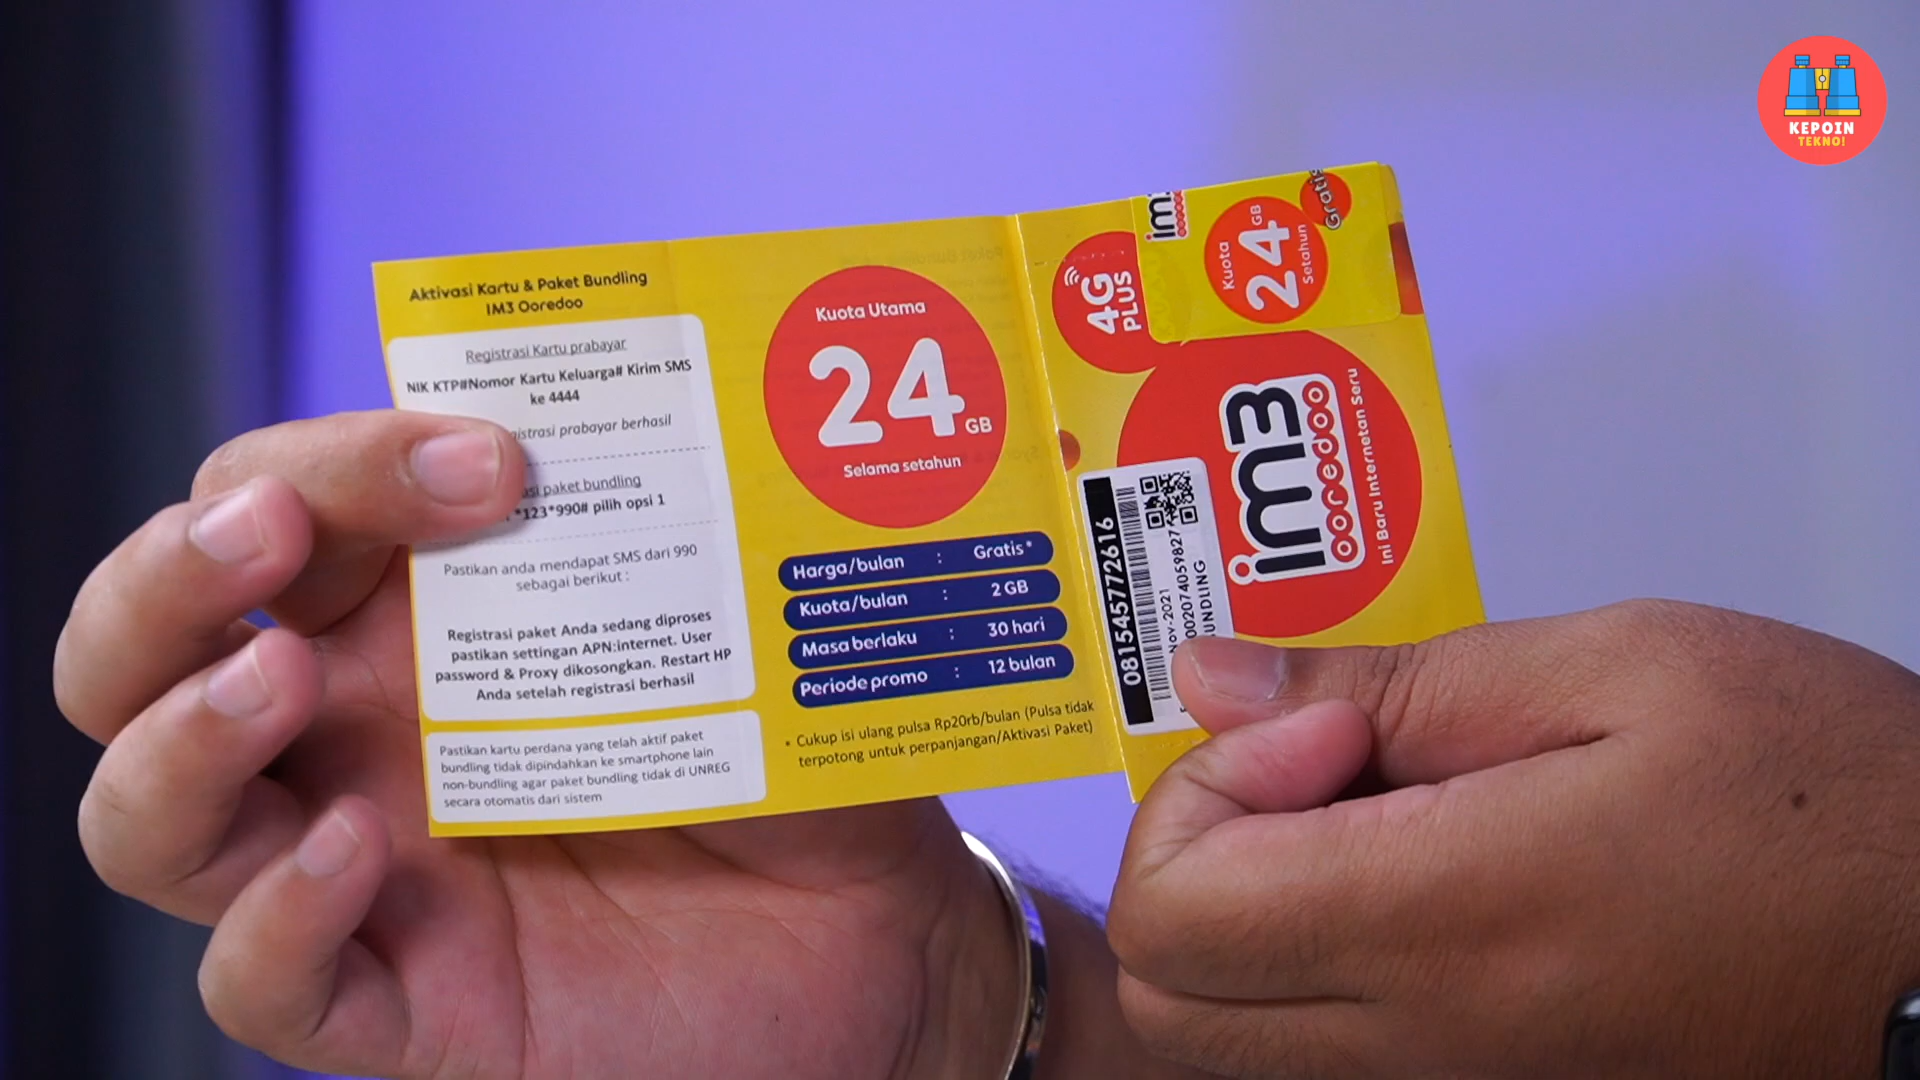 KEPOIN
TEKNO!
Aktivasi Kartu & Paket Bundling
IM3 Ooredoo
Registrasi Kartu prabayar
NIK KTP#Nomor Kartu Keluarga# Kirim SMS
ke 4444
prabayar berhasil
paket bundling
*123*990# pilih opsi 1
Pastikan anda mendapat SMS dari 990
sebagai berikut :
Registrasi paket Anda sedang diproses
pastikan settingan APN:internet. User
password & Proxy dikosongkan. Restart HP
Anda setelah registrasi berhasil
Pastikan kartu perdana yang telah aktif paket
bundling tidak dipindahkan ke smartphone lain
non-bundling agar paket bundling tidak di UNREG
secara otomatis dari sistem
Kuota Utama
24 GB
Selama setahun
Harga/bulan : Gratis*
Kuota/bulan : 2 GB
Masa berlaku : 30 hari
Periode promo : 12 bulan
* Cukup isi ulang pulsa Rp20rb/bulan (Pulsa tidak
terpotong untuk perpanjangan/Aktivasi Paket)
4G
PLUS
Kuota
24 GB
Setahun
Gratis
im3
ooredoo
Ini Baru Internetan Seru
081545772616
Nov-2021